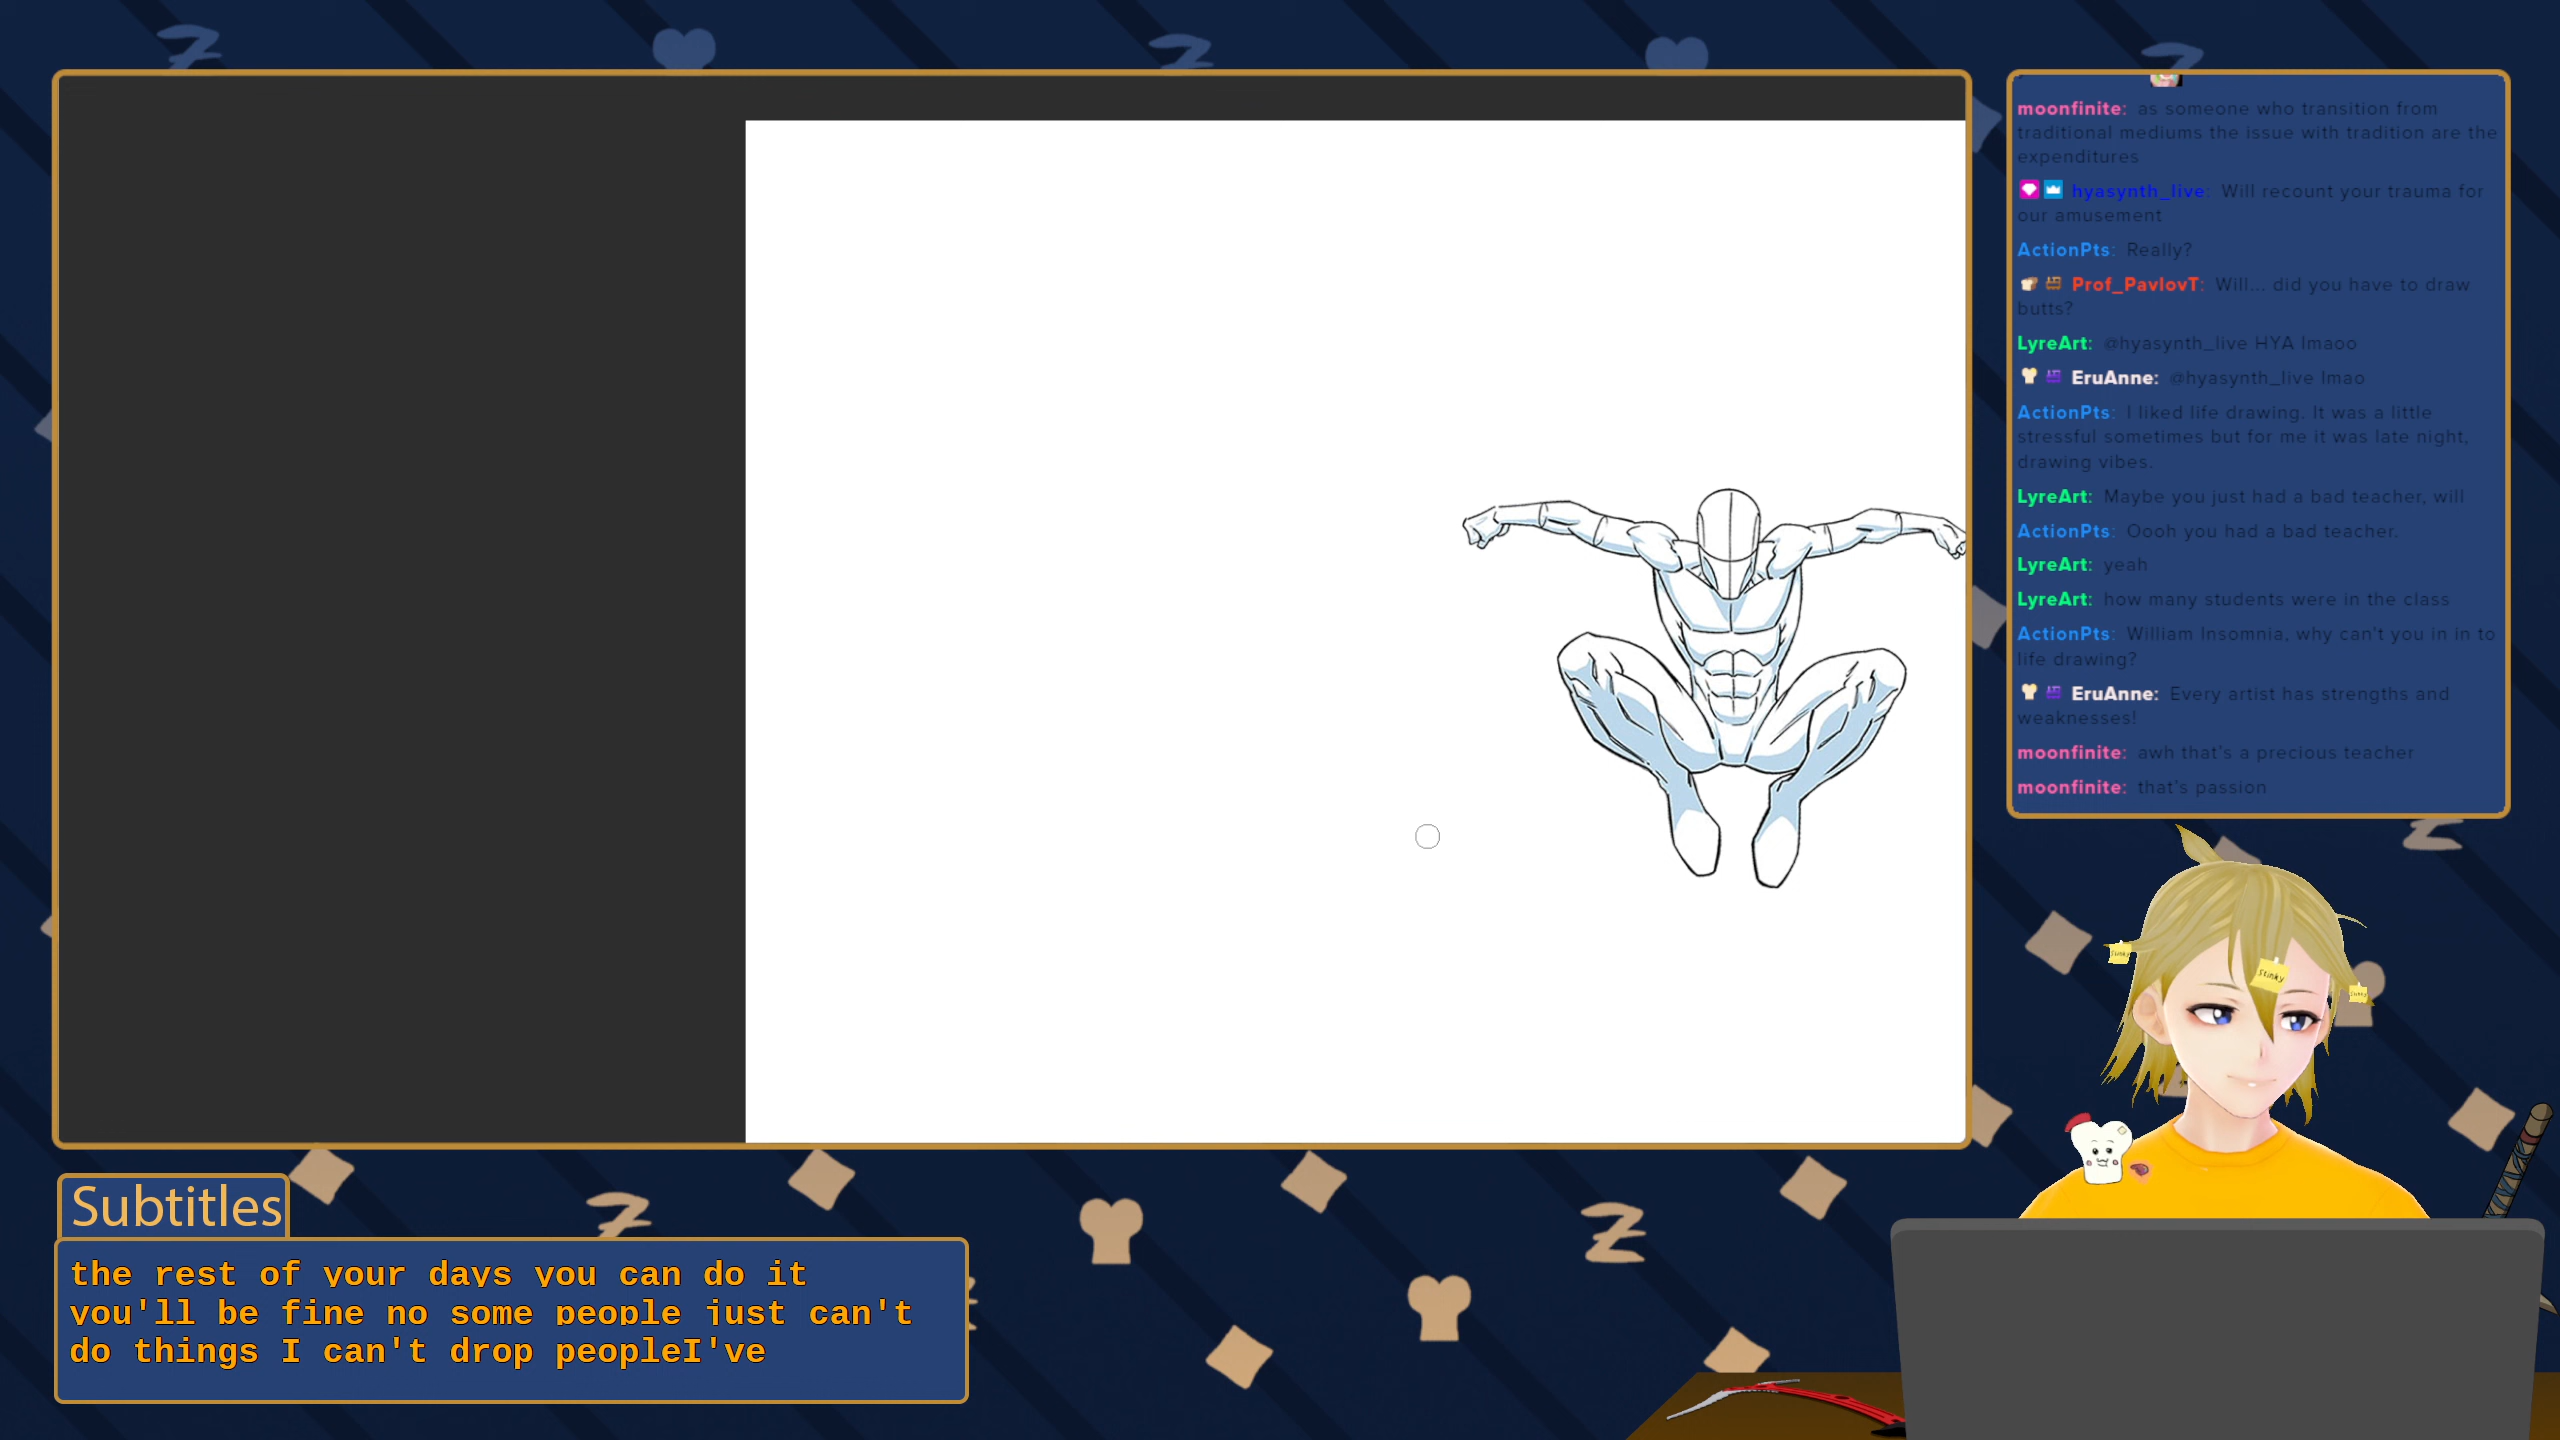 moonfinite: as someone who transition from
traditional mediums the issue with tradition are the
expenditures
hyasynth_live: Will recount your trauma for
our amusement
ActionPts: Really?
Prof_PavlovT: Will... did you have to draw
butts?
LyreArt: @hyasynth_live HYA lmaoo
EruAnne: @hyasynth_live lmao
ActionPts: I liked life drawing. It was a little
stressful sometimes but for me it was late night,
drawing vibes.
LyreArt: Maybe you just had a bad teacher, will
ActionPts: Oooh you had a bad teacher.
LyreArt: yeah
LyreArt: how many students were in the class
ActionPts: William Insomnia, why can't you in in to
life drawing?
EruAnne: Every artist has strengths and
weaknesses!
moonfinite: awh that's a precious teacher
moonfinite: that's passion
Stinky
Subtitles
the rest of your days you can do it
you'll be fine no some people just can't
do things I can't drop peopleI've